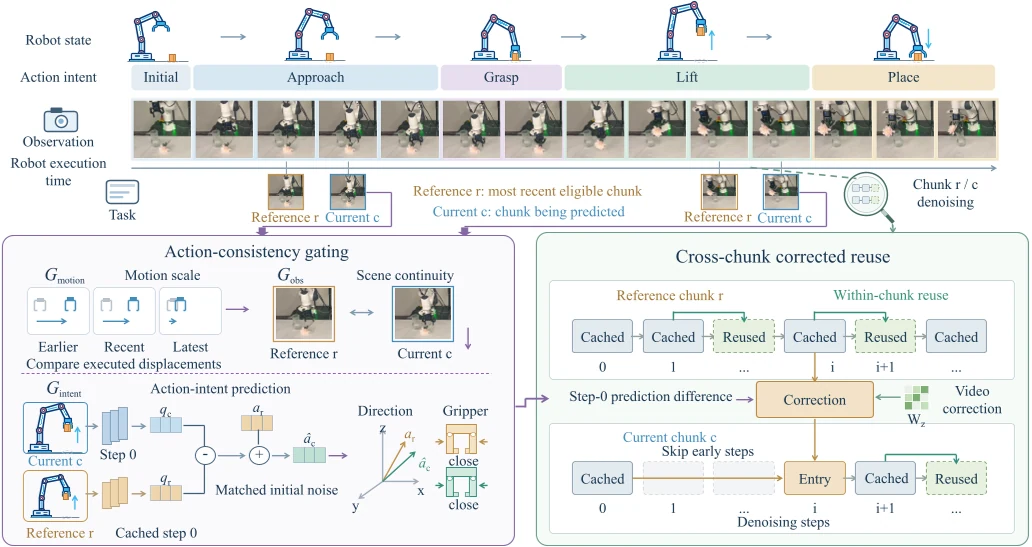 Robot state
Action intent
Initial
Approach
Grasp
Lift
Place
Observation
Robot execution
time
Task
Reference r
Current c
Reference r: most recent eligible chunk
Current c: chunk being predicted
Reference r
Current c
Chunk r / c
denoising
Action-consistency gating
G_motion
Motion scale
G_obs
Scene continuity
Earlier
Recent
Latest
Compare executed displacements
Reference r
Current c
G_intent
Action-intent prediction
Current c
Step 0
q_c
q_r
-
a_r
+
â_c
Matched initial noise
Reference r
Cached step 0
Direction
z
a_r
â_c
x
y
Gripper
close
close
Cross-chunk corrected reuse
Reference chunk r
Within-chunk reuse
Cached
Cached
Reused
Cached
Reused
Cached
0
1
...
i
i+1
...
Step-0 prediction difference
Correction
W_z
Video
correction
Current chunk c
Skip early steps
Cached
Entry
Cached
Reused
0
1
...
i
i+1
...
Denoising steps